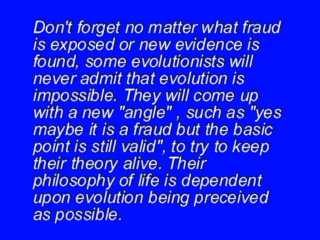 Don't forget no matter what fraud
is exposed or new evidence is
found, some evolutionists will
never admit that evolution is
impossible. They will come up
with a new "angle" , such as "yes
maybe it is a fraud but the basic
point is still valid", to try to keep
their theory alive. Their
philosophy of life is dependent
upon evolution being preceived
as possible.